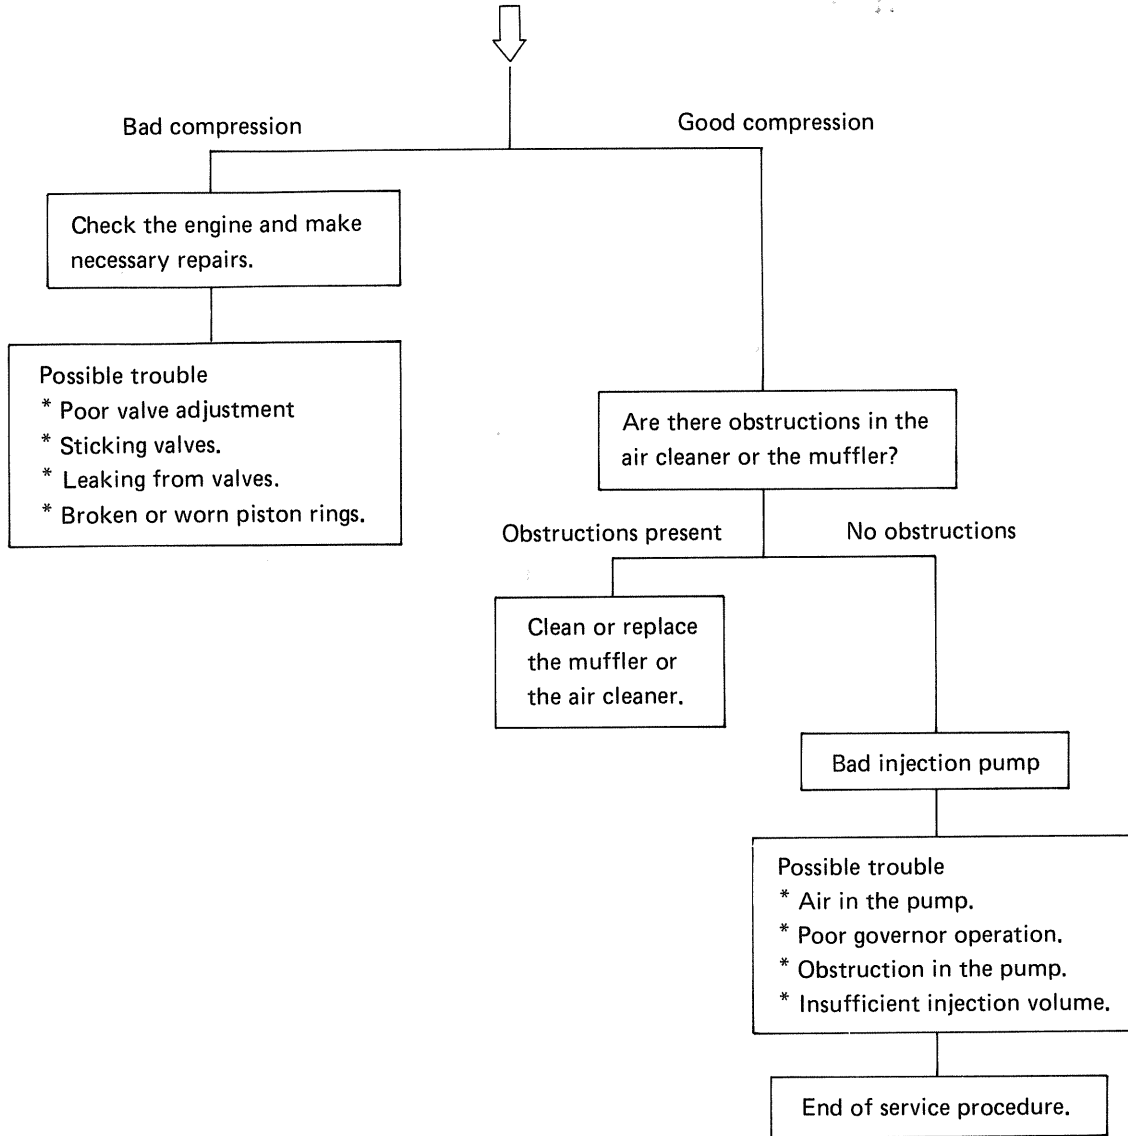 Bad compression
Good compression
Check the engine and make
necessary repairs.
Possible trouble
* Poor valve adjustment
* Sticking valves.
* Leaking from valves.
* Broken or worn piston rings.
Are there obstructions in the
air cleaner or the muffler?
Obstructions present
No obstructions
Clean or replace
the muffler or
the air cleaner.
Bad injection pump
Possible trouble
* Air in the pump.
* Poor governor operation.
* Obstruction in the pump.
* Insufficient injection volume.
End of service procedure.